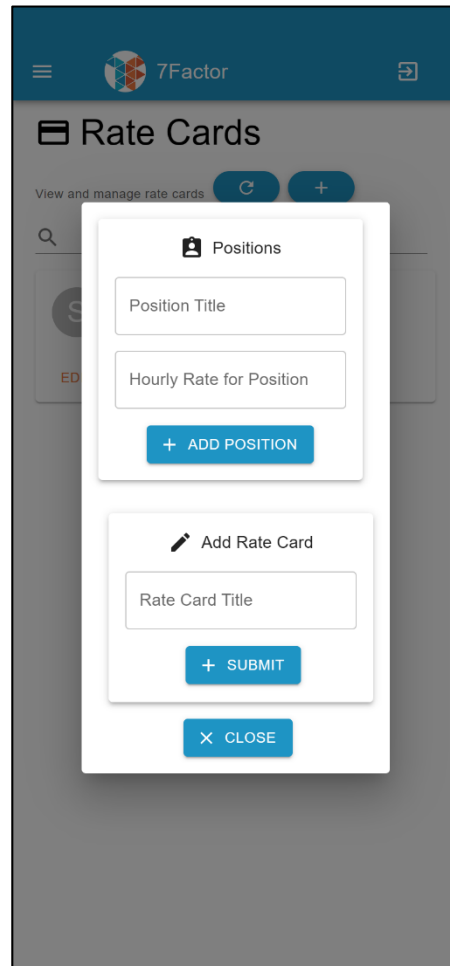 7Factor
Rate Cards
View and manage rate cards
Positions
S
Position Title
ED
Hourly Rate for Position
+ ADD POSITION
Add Rate Card
Rate Card Title
+ SUBMIT
CLOSE